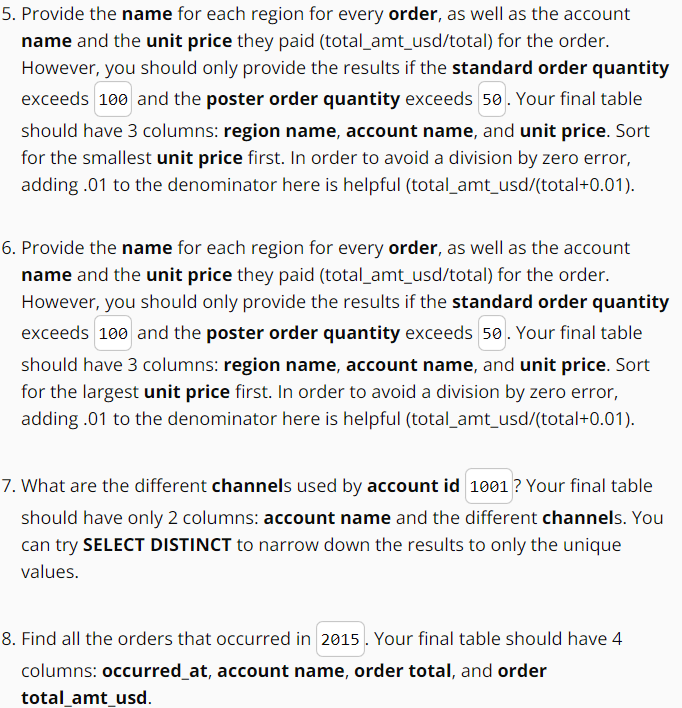 5. Provide the name for each region for every order, as well as the account
name and the unit price they paid (total_amt_usd/total) for the order.
However, you should only provide the results if the standard order quantity
exceeds 100 and the poster order quantity exceeds 50. Your final table
should have 3 columns: region name, account name, and unit price. Sort
for the smallest unit price first. In order to avoid a division by zero error,
adding .01 to the denominator here is helpful (total_amt_usd/(total+0.01).
6. Provide the name for each region for every order, as well as the account
name and the unit price they paid (total_amt_usd/total) for the order.
However, you should only provide the results if the standard order quantity
exceeds 100 and the poster order quantity exceeds 50. Your final table
should have 3 columns: region name, account name, and unit price. Sort
for the largest unit price first. In order to avoid a division by zero error,
adding .01 to the denominator here is helpful (total_amt_usd/(total+0.01).
7. What are the different channels used by account id 1001? Your final table
should have only 2 columns: account name and the different channels. You
can try SELECT DISTINCT to narrow down the results to only the unique
values.
8. Find all the orders that occurred in 2015. Your final table should have 4
columns: occurred_at, account name, order total, and order
total_amt_usd.